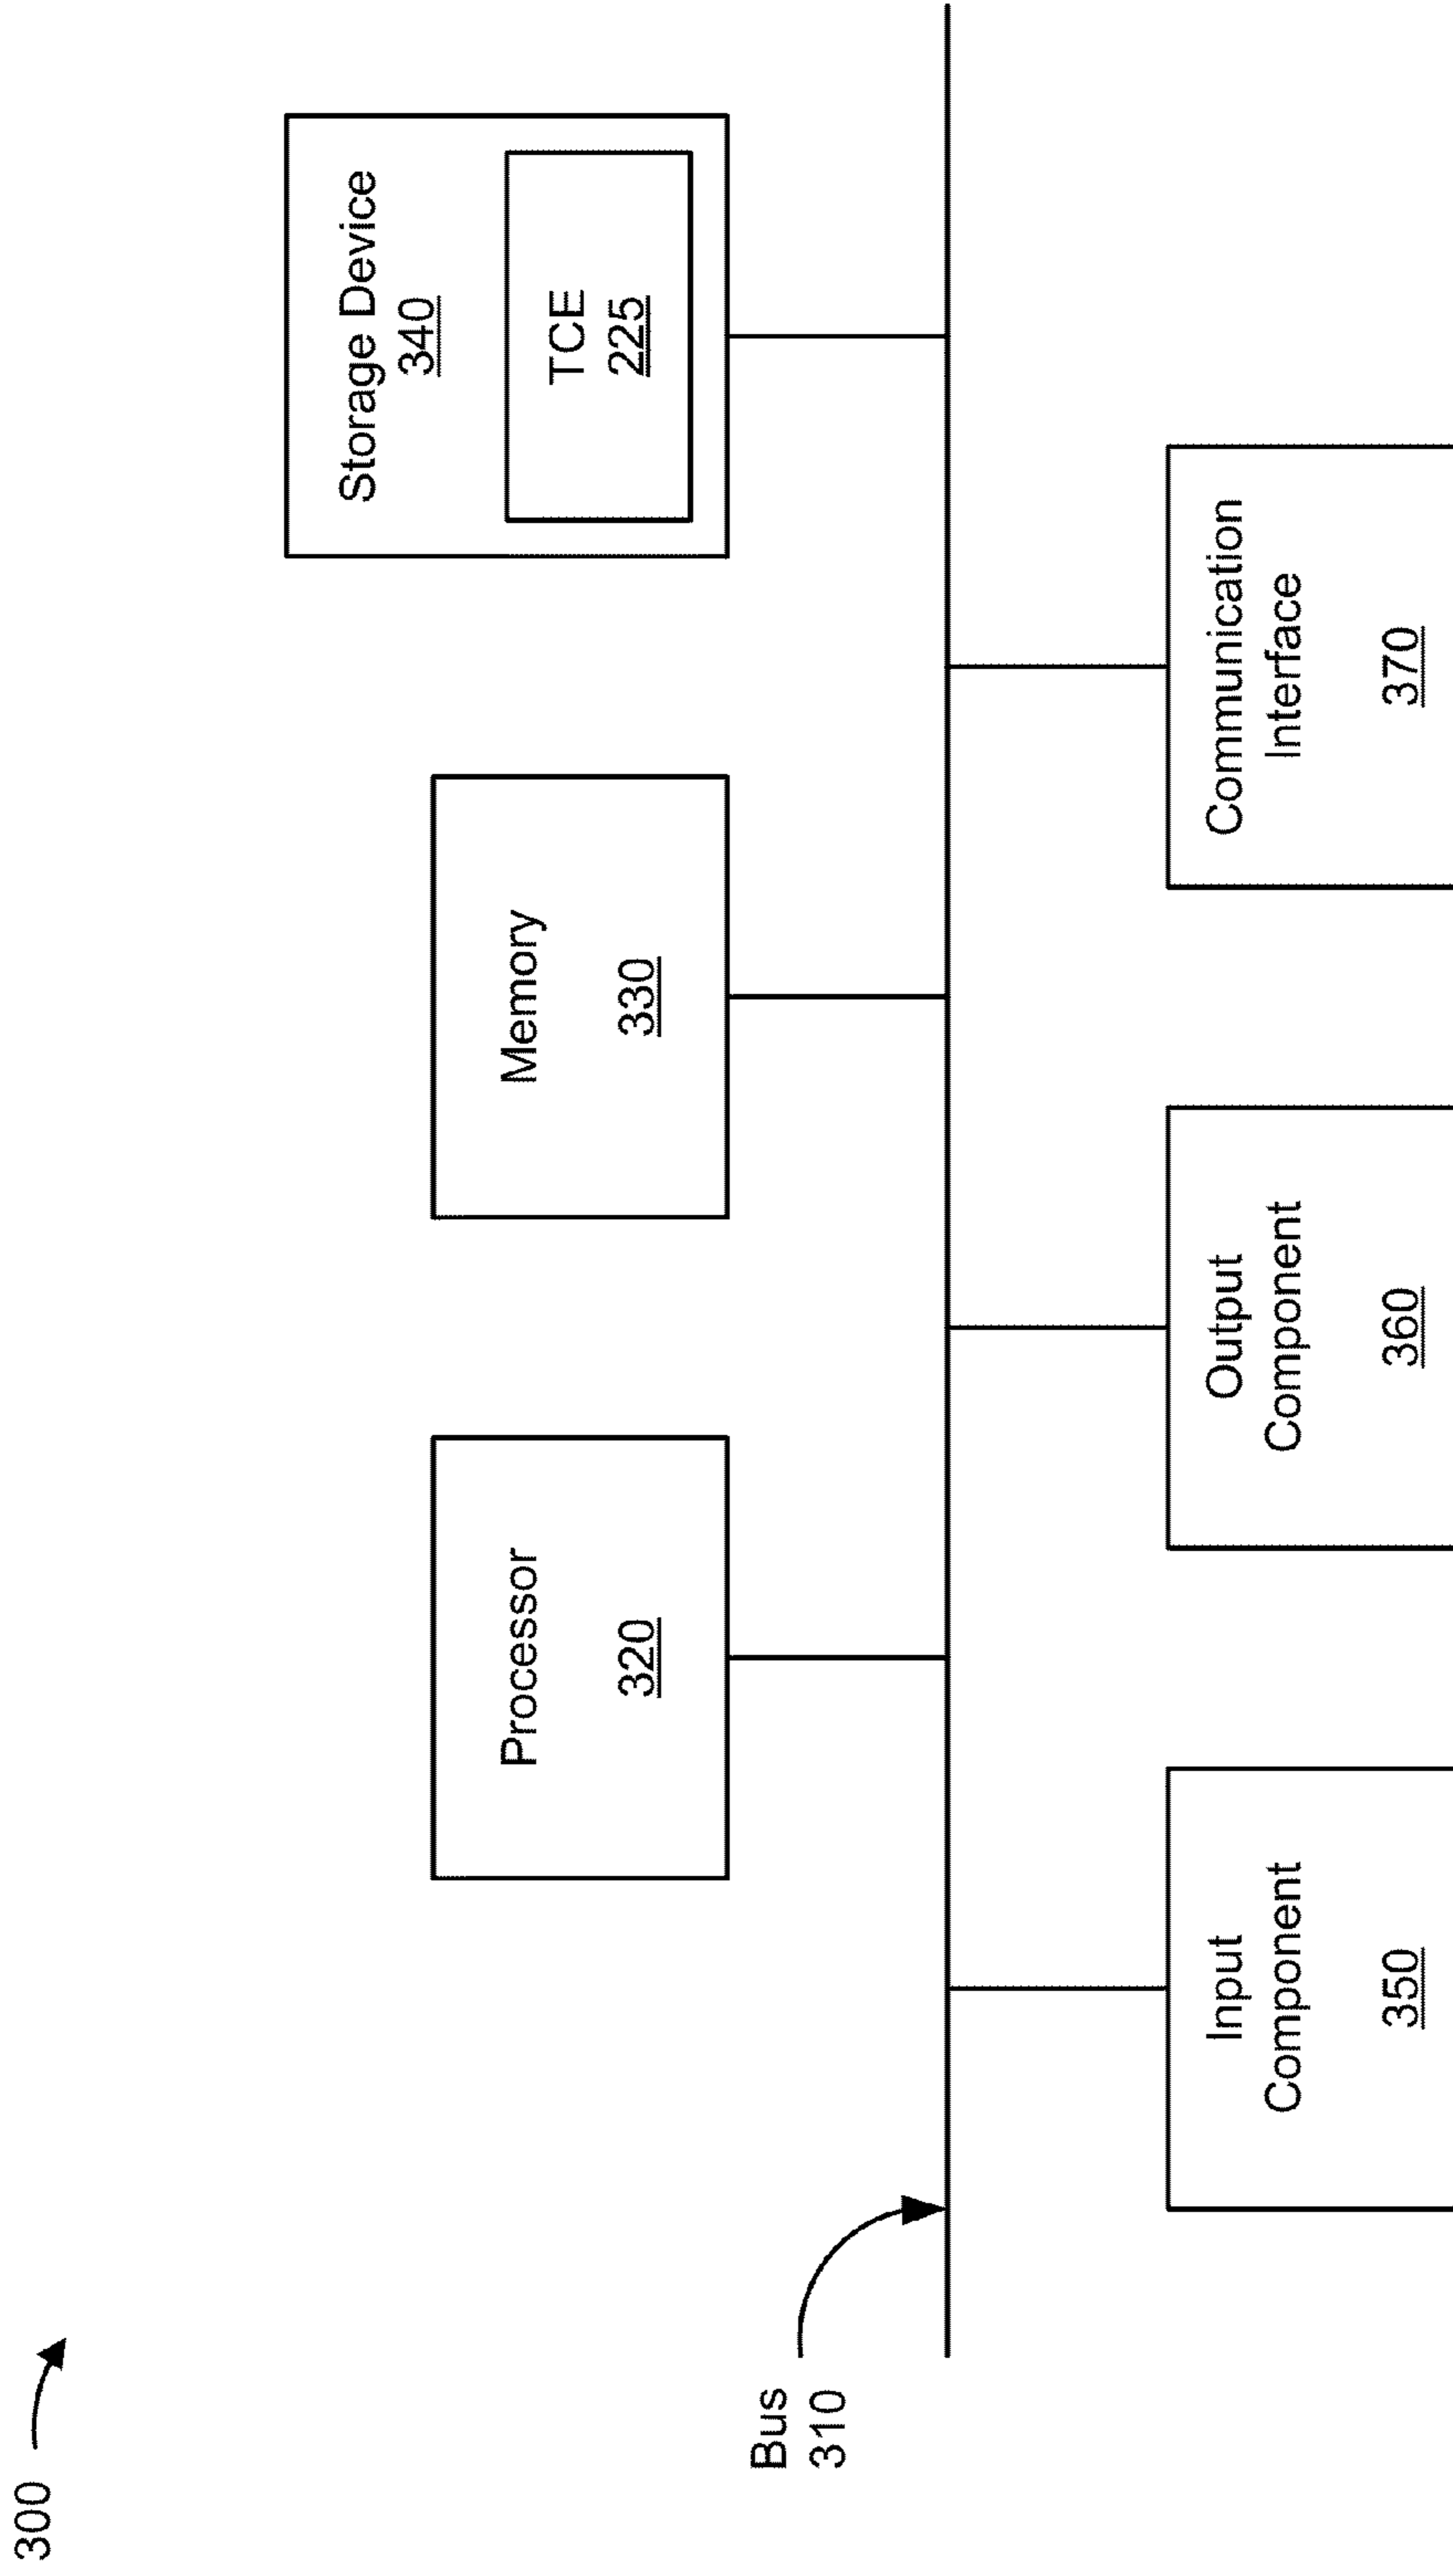 300
Processor
320
Memory
330
Storage Device
340
TCE
225
Bus
310
Input
Component
350
Output
Component
360
Communication
Interface
370